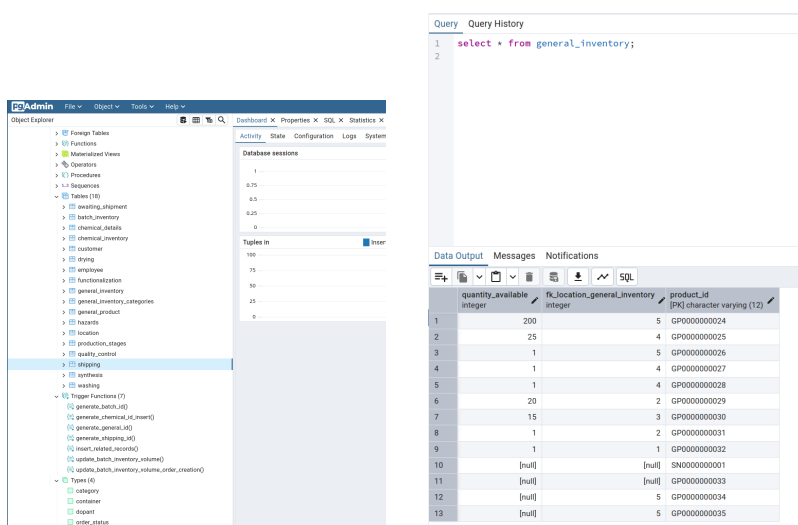 pgAdmin File Object Tools Help
Object Explorer
Foreign Tables
Functions
Materialized Views
Operators
Procedures
1..3 Sequences
Tables (18)
awaiting_shipment
batch_inventory
chemical_details
chemical_inventory
customer
drying
employee
functionalization
general_inventory
general_inventory_categories
general_product
hazards
location
production_stages
quality_control
shipping
synthesis
washing
Trigger Functions (7)
generate_batch_id()
generate_chemical_id_insert()
generate_general_id()
generate_shipping_id()
insert_related_records()
update_batch_inventory_volume()
update_batch_inventory_volume_order_creation()
Types (4)
category
container
dopant
order_status
Dashboard Properties SQL Statistics
Activity State Configuration Logs System
Database sessions
1
0.75
0.5
0.25
0
Tuples in Inser
100
75
50
25
0
Query Query History
1 select * from general_inventory;
2
Data Output Messages Notifications
SQL
quantity_available fk_location_general_inventory product_id
integer integer [PK] character varying (12)
1 200 5 GP0000000024
2 25 4 GP0000000025
3 1 5 GP0000000026
4 1 4 GP0000000027
5 1 4 GP0000000028
6 20 2 GP0000000029
7 15 3 GP0000000030
8 1 2 GP0000000031
9 1 1 GP0000000032
10 [null] [null] SN0000000001
11 [null] [null] GP0000000033
12 [null] 5 GP0000000034
13 [null] 5 GP0000000035